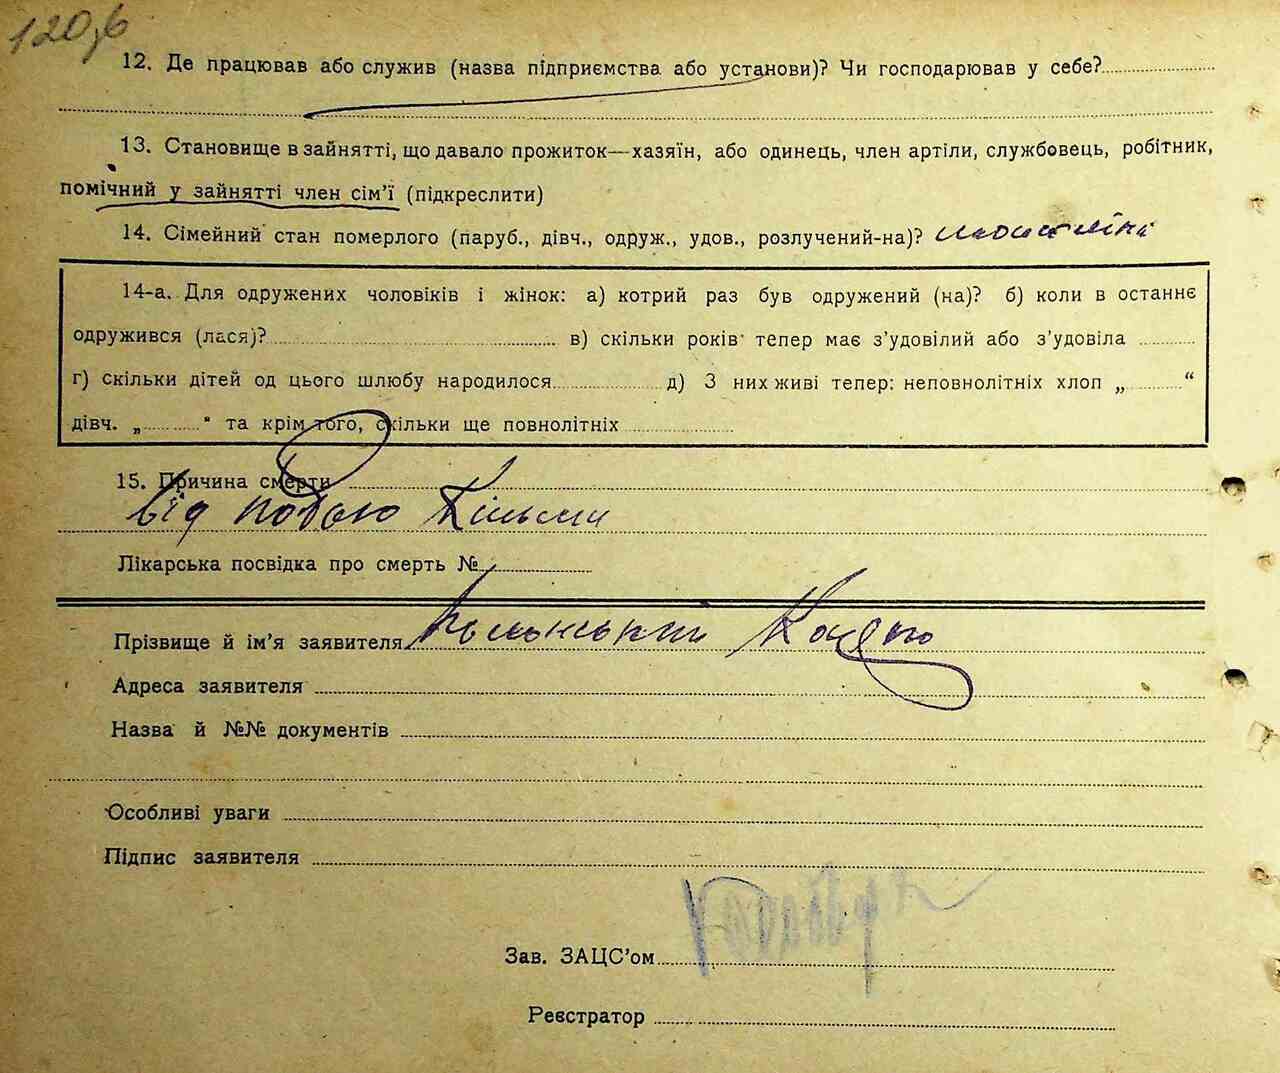 12. Де працював або служив (назва підприємства або установи)? Чи господарював у себе?
13. Становище в зайнятті, що давало прожиток—хазяїн, або одинець, член артіли, службовець, робітник,
помічний у зайнятті член сім'ї (підкреслити)
14. Сімейний стан померлого (паруб., дівч., одруж., удов., розлучений-на)?
14-а. Для одружених чоловіків і жінок: а) котрий раз був одружений (на)? б) коли в останнє
одружився (лася)? в) скільки років тепер має з'удовілий або з'удовіла
г) скільки дітей од цього шлюбу народилося д) З них живі тепер: неповнолітніх хлоп „ “
дівч. „ “ та крім того, скільки ще повнолітніх
15. Причина смерти
від
Лікарська посвідка про смерть №
Прізвище й ім'я заявителя
Адреса заявителя
Назва й №№ документів
Особливі уваги
Підпис заявителя
Зав. ЗАЦС'ом
Реєстратор